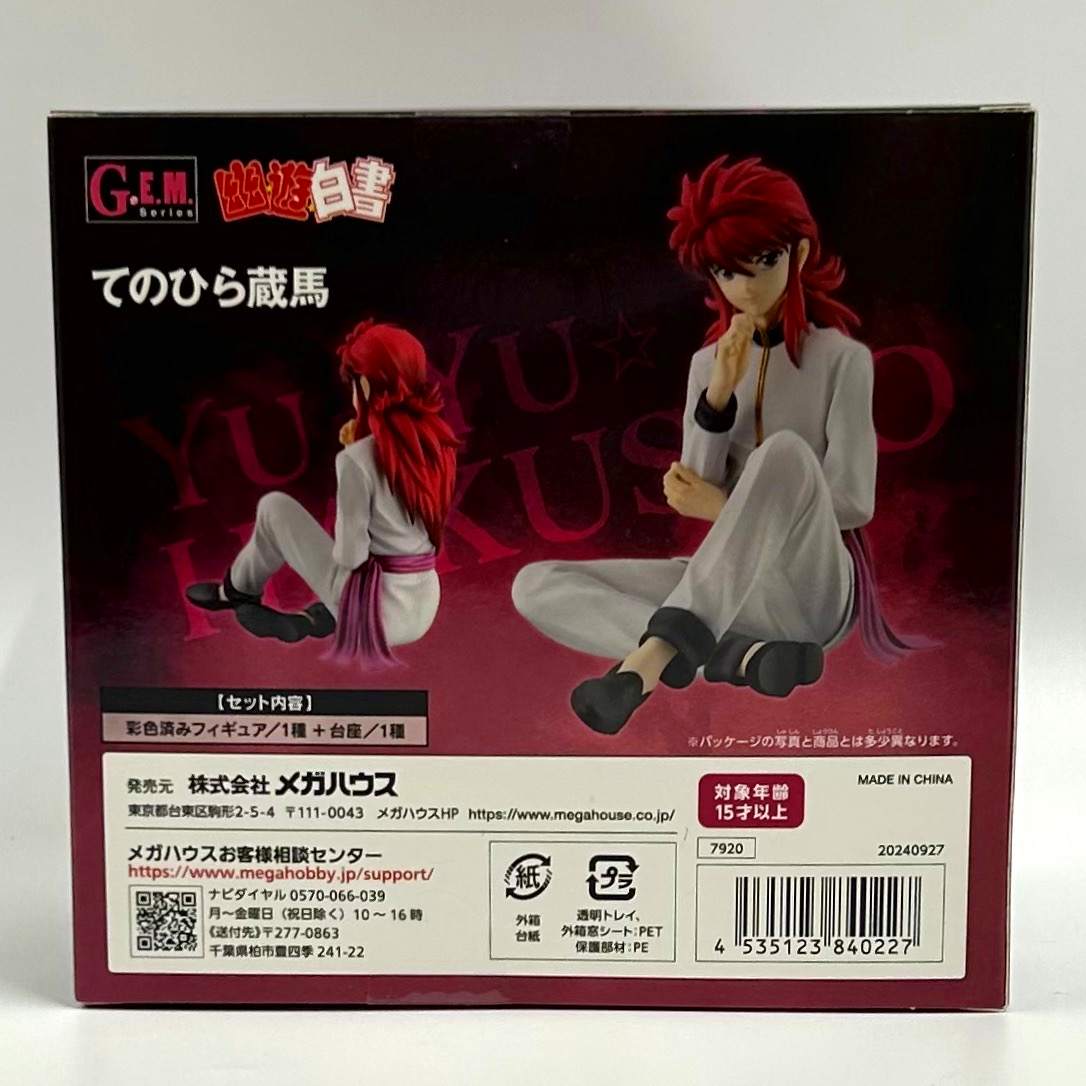 G.E.M.
Series
幽☆遊☆白書
てのひら蔵馬
YU YU☆
HAKUSHO
【セット内容】
彩色済みフィギュア/1種 + 台座/1種
※パッケージの写真と商品とは多少異なります。
発売元 株式会社 メガハウス
東京都台東区駒形2-5-4 〒111-0043 メガハウスHP https://www.megahouse.co.jp/
メガハウスお客様相談センター
https://www.megahobby.jp/support/
ナビダイヤル 0570-066-039
月~金曜日(祝日除く)10~16時
《送付先》〒277-0863
千葉県柏市豊四季 241-22
紙
外箱
台紙
プラ
透明トレイ、
外箱窓シート:PET
保護部材:PE
対象年齢
15才以上
MADE IN CHINA
7920
20240927
4 535123 840227